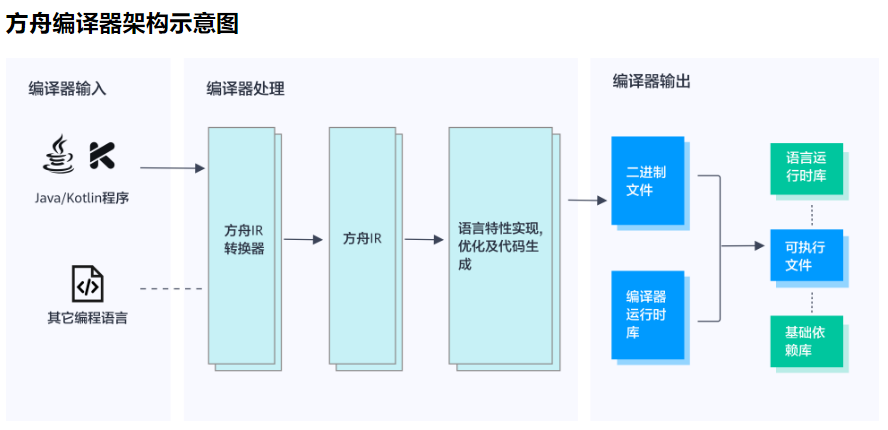 方舟编译器架构示意图
编译器输入
Java/Kotlin程序
其它编程语言
编译器处理
方舟IR
转换器
方舟IR
语言特性实现,
优化及代码生
成
编译器输出
二进制
文件
编译器
运行时
库
语言运
行时库
可执行
文件
基础依
赖库